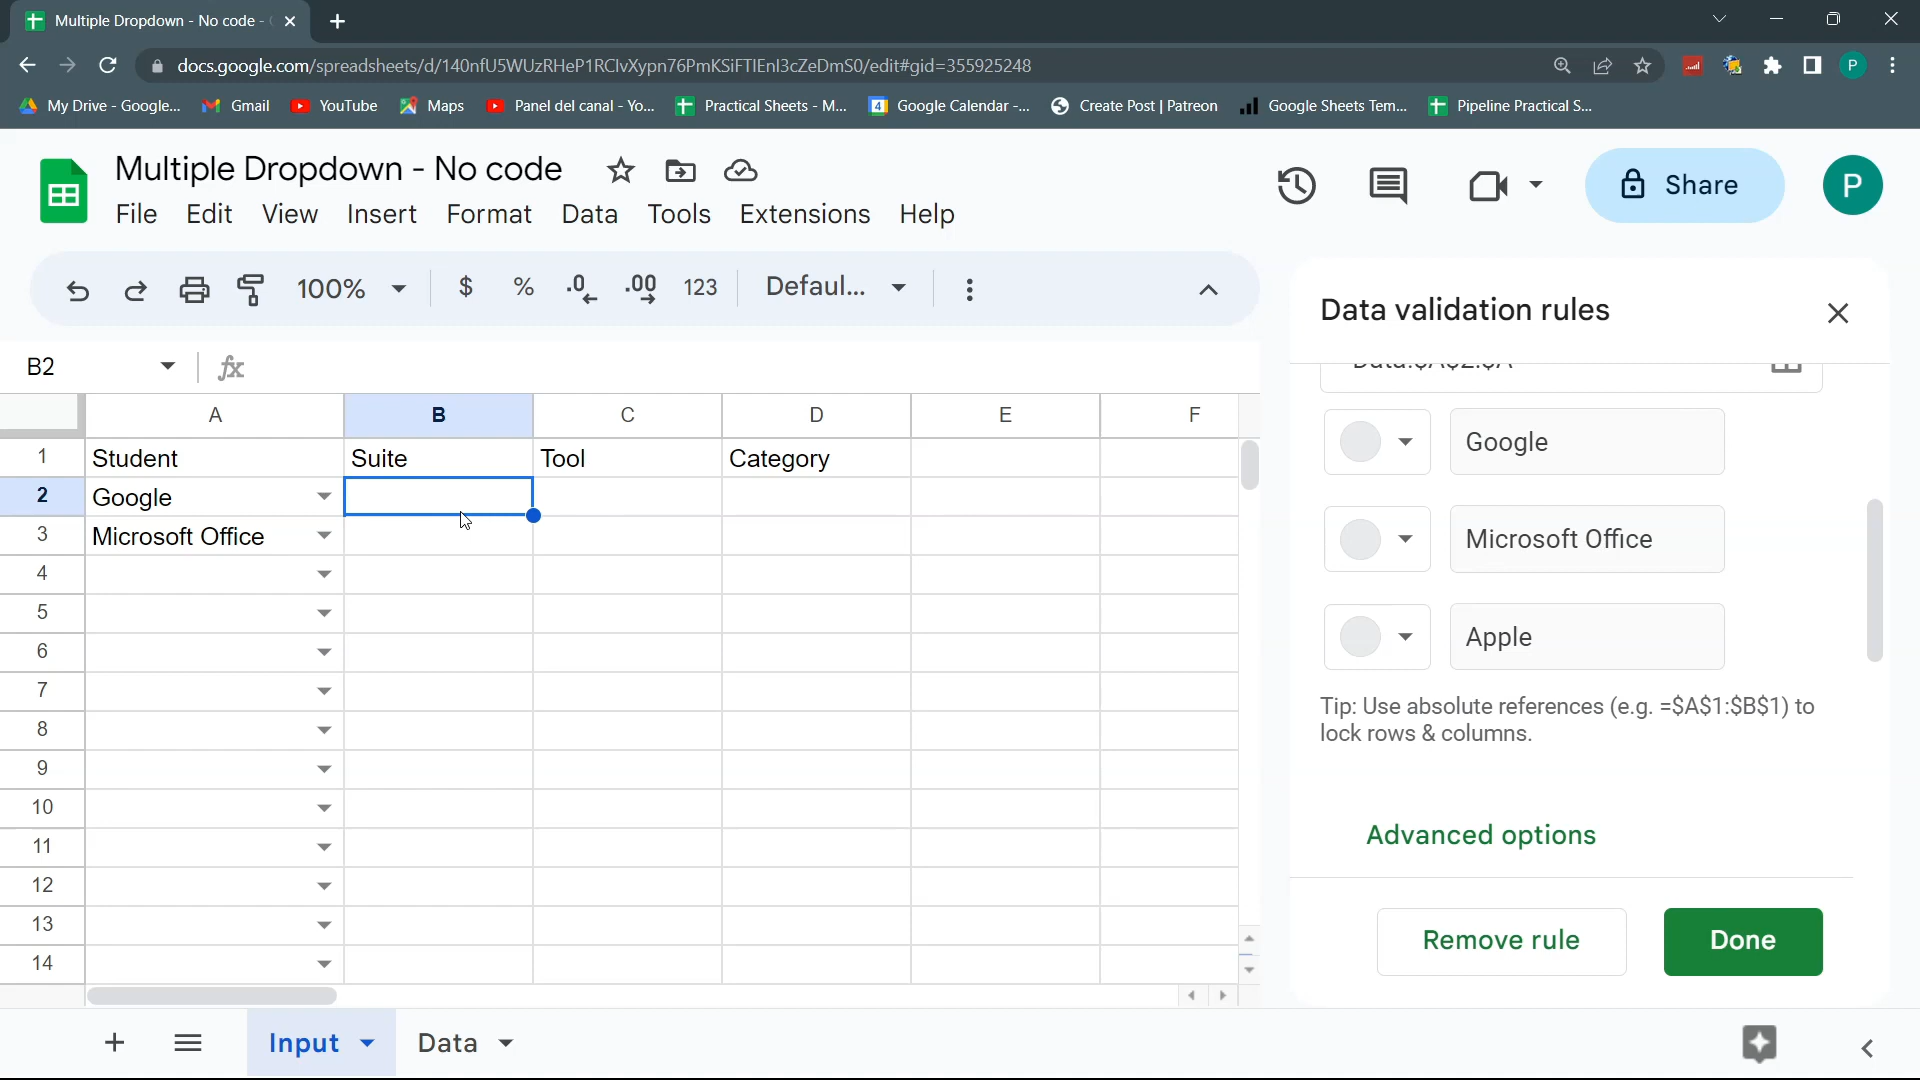 Multiple Dropdown - No code -
docs.google.com/spreadsheets/d/140nfU5WUzRHeP1RCIvXypn76PmKSiFTIEnI3cZeDmS0/edit#gid=355925248
P
My Drive - Google... Gmail YouTube Maps Panel del canal - Yo... Practical Sheets - M... 4 Google Calendar -... Create Post | Patreon Google Sheets Tem... Pipeline Practical S...
Multiple Dropdown - No code
File Edit View Insert Format Data Tools Extensions Help
Share
P
100% $ % .0 .00 123 Defaul...
Data validation rules
B2 fx
A B C D E F
1 Student Suite Tool Category
2 Google
3 Microsoft Office
4
5
6
7
8
9
10
11
12
13
14
Google
Microsoft Office
Apple
Tip: Use absolute references (e.g. =$A$1:$B$1) to
lock rows & columns.
Advanced options
Remove rule Done
Input Data